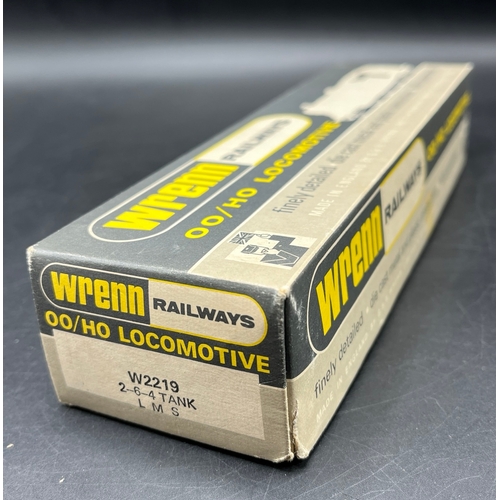 wrenn RAILWAYS
OO/HO LOCOMOTIVE
finely detailed
wrenn RAILWAYS
OO/HO LOCOMOTIVE
W2219
2-6-4 TANK
L M S
wrenn RAILWAYS
finely detailed